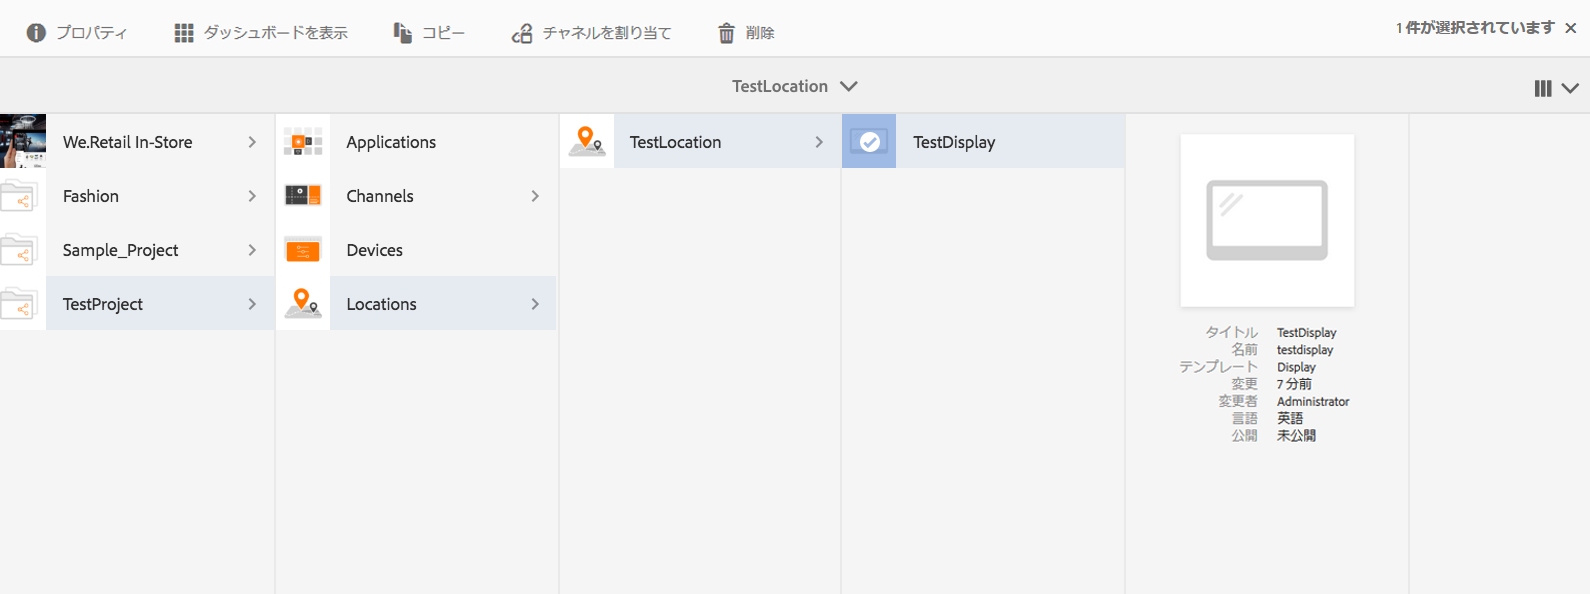 プロパティ ダッシュボードを表示 コピー チャネルを割り当て 削除 1 件が選択されています
TestLocation
We.Retail In-Store
Fashion
Sample_Project
TestProject
Applications
Channels
Devices
Locations
TestLocation
TestDisplay
タイトル TestDisplay
名前 testdisplay
テンプレート Display
変更 7 分前
変更者 Administrator
言語 英語
公開 未公開